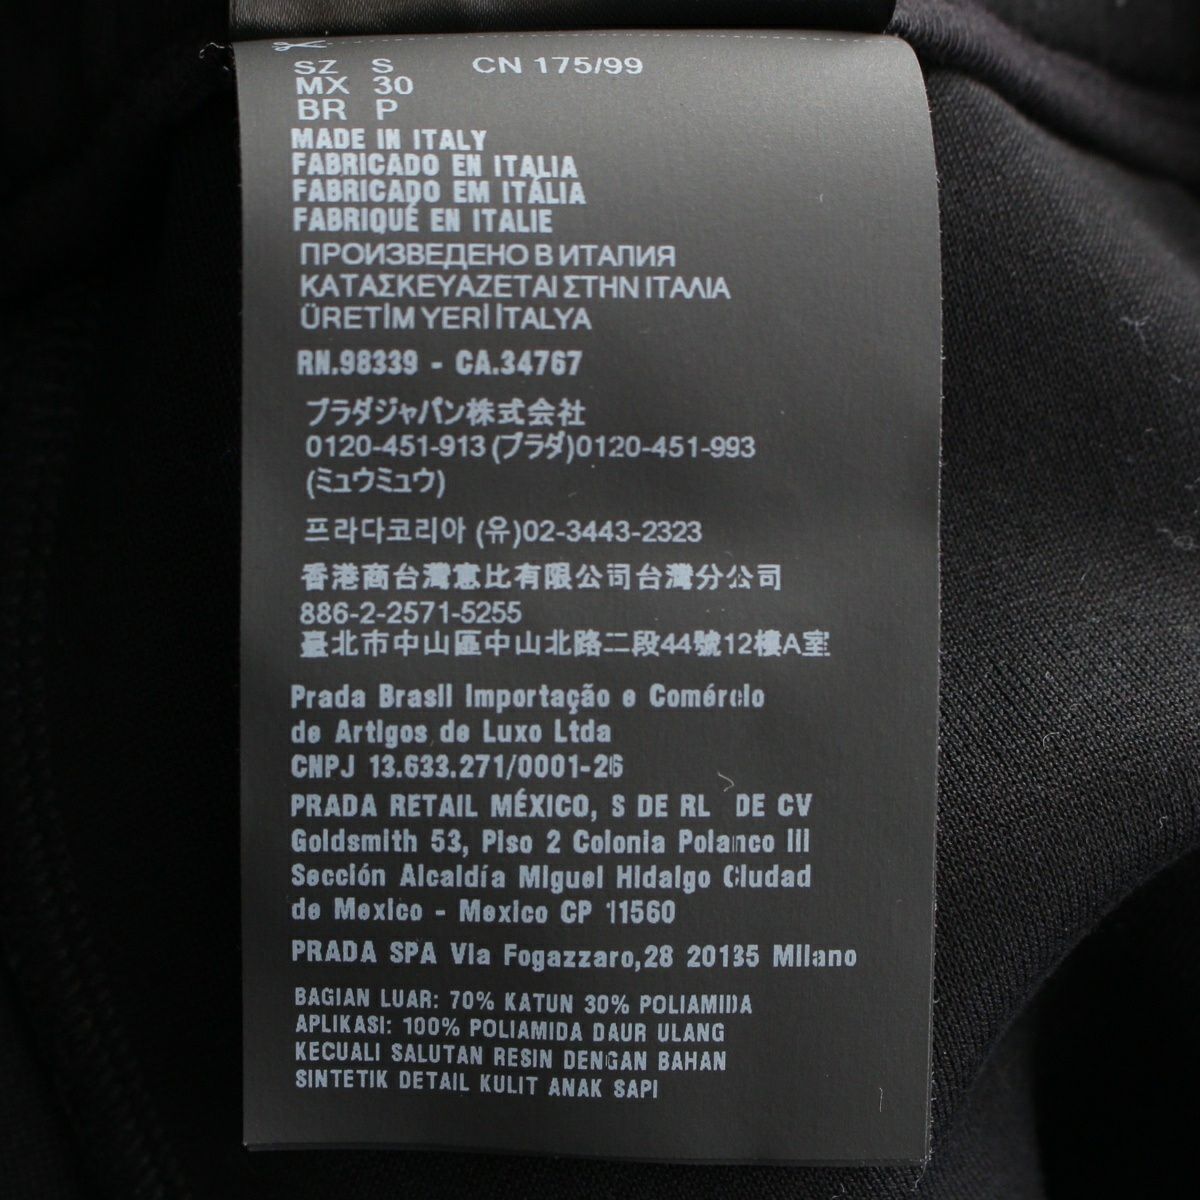 SZ S CN 175/99
MX 30
BR P
MADE IN ITALY
FABRICADO EN ITALIA
FABRICADO EM ITÁLIA
FABRIQUÉ EN ITALIE
ПРОИЗВЕДЕНО В ИТАПИЯ
ΚΑΤΑΣΚΕΥΑΖΕΤΑΙ ΣΤΗΝ ΙΤΑΛΙΑ
ÜRETİM YERİ İTALYA
RN.98339 - CA.34767
プラダジャパン株式会社
0120-451-913 (プラダ)0120-451-993
(ミュウミュウ)
프라다코리아 (유)02-3443-2323
香港商台灣意比有限公司台灣分公司
886-2-2571-5255
臺北市中山區中山北路二段44號12樓A室
Prada Brasil Importação e Comércio
de Artigos de Luxo Ltda
CNPJ 13.633.271/0001-26
PRADA RETAIL MÉXICO, S DE RL DE CV
Goldsmith 53, Piso 2 Colonia Polanco III
Sección Alcaldía Miguel Hidalgo Ciudad
de Mexico - Mexico CP 11560
PRADA SPA Via Fogazzaro,28 20135 Milano
BAGIAN LUAR: 70% KATUN 30% POLIAMIDA
APLIKASI: 100% POLIAMIDA DAUR ULANG
KECUALI SALUTAN RESIN DENGAN BAHAN
SINTETIK DETAIL KULIT ANAK SAPI